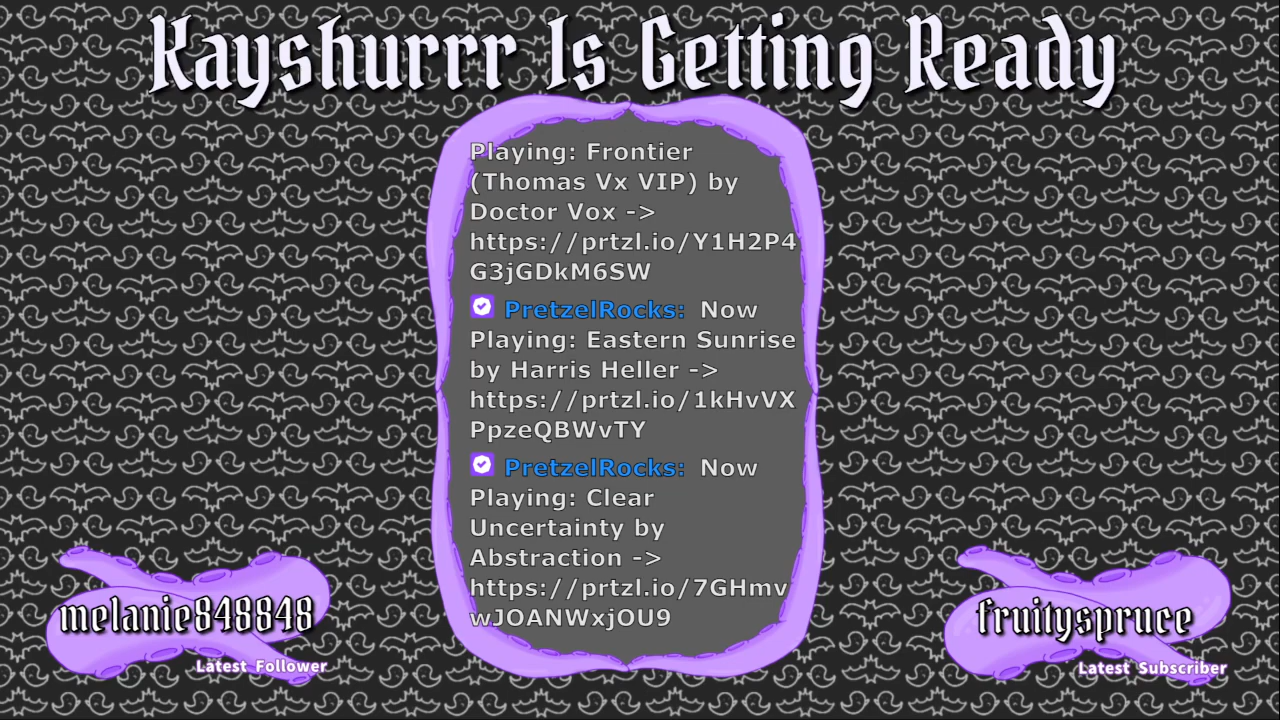 Kayshurrr Is Getting Ready
Playing: Frontier
(Thomas Vx VIP) by
Doctor Vox ->
https://prtzl.io/Y1H2P4
G3jGDkM6SW
PretzelRocks: Now
Playing: Eastern Sunrise
by Harris Heller ->
https://prtzl.io/1kHvVX
PpzeQBWvTY
PretzelRocks: Now
Playing: Clear
Uncertainty by
Abstraction ->
https://prtzl.io/7GHmv
wJOANWxjOU9
melanie848848
Latest Follower
fruityspruce
Latest Subscriber